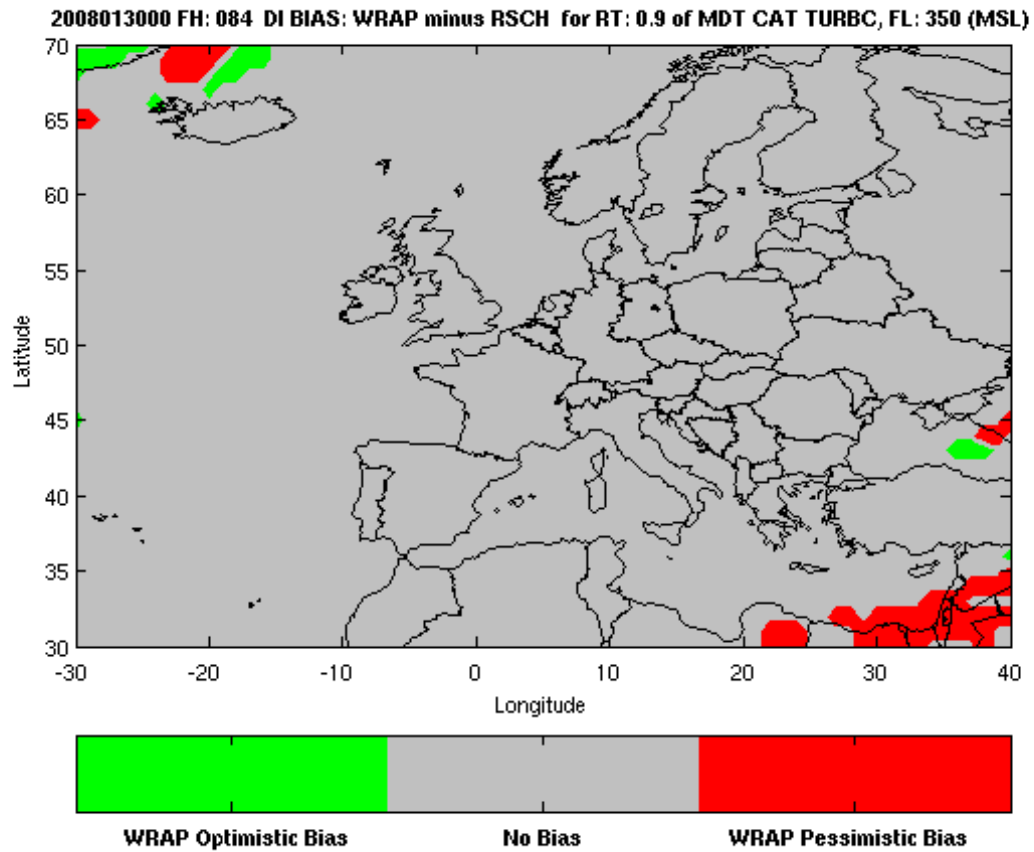 2008013000 FH: 084 DI BIAS: WRAP minus RSCH for RT: 0.9 of MDT CAT TURBC, FL: 350 (MSL)
70
65
60
55
50
45
40
35
30
Latitude
-30 -20 -10 0 10 20 30 40
Longitude
WRAP Optimistic Bias No Bias WRAP Pessimistic Bias